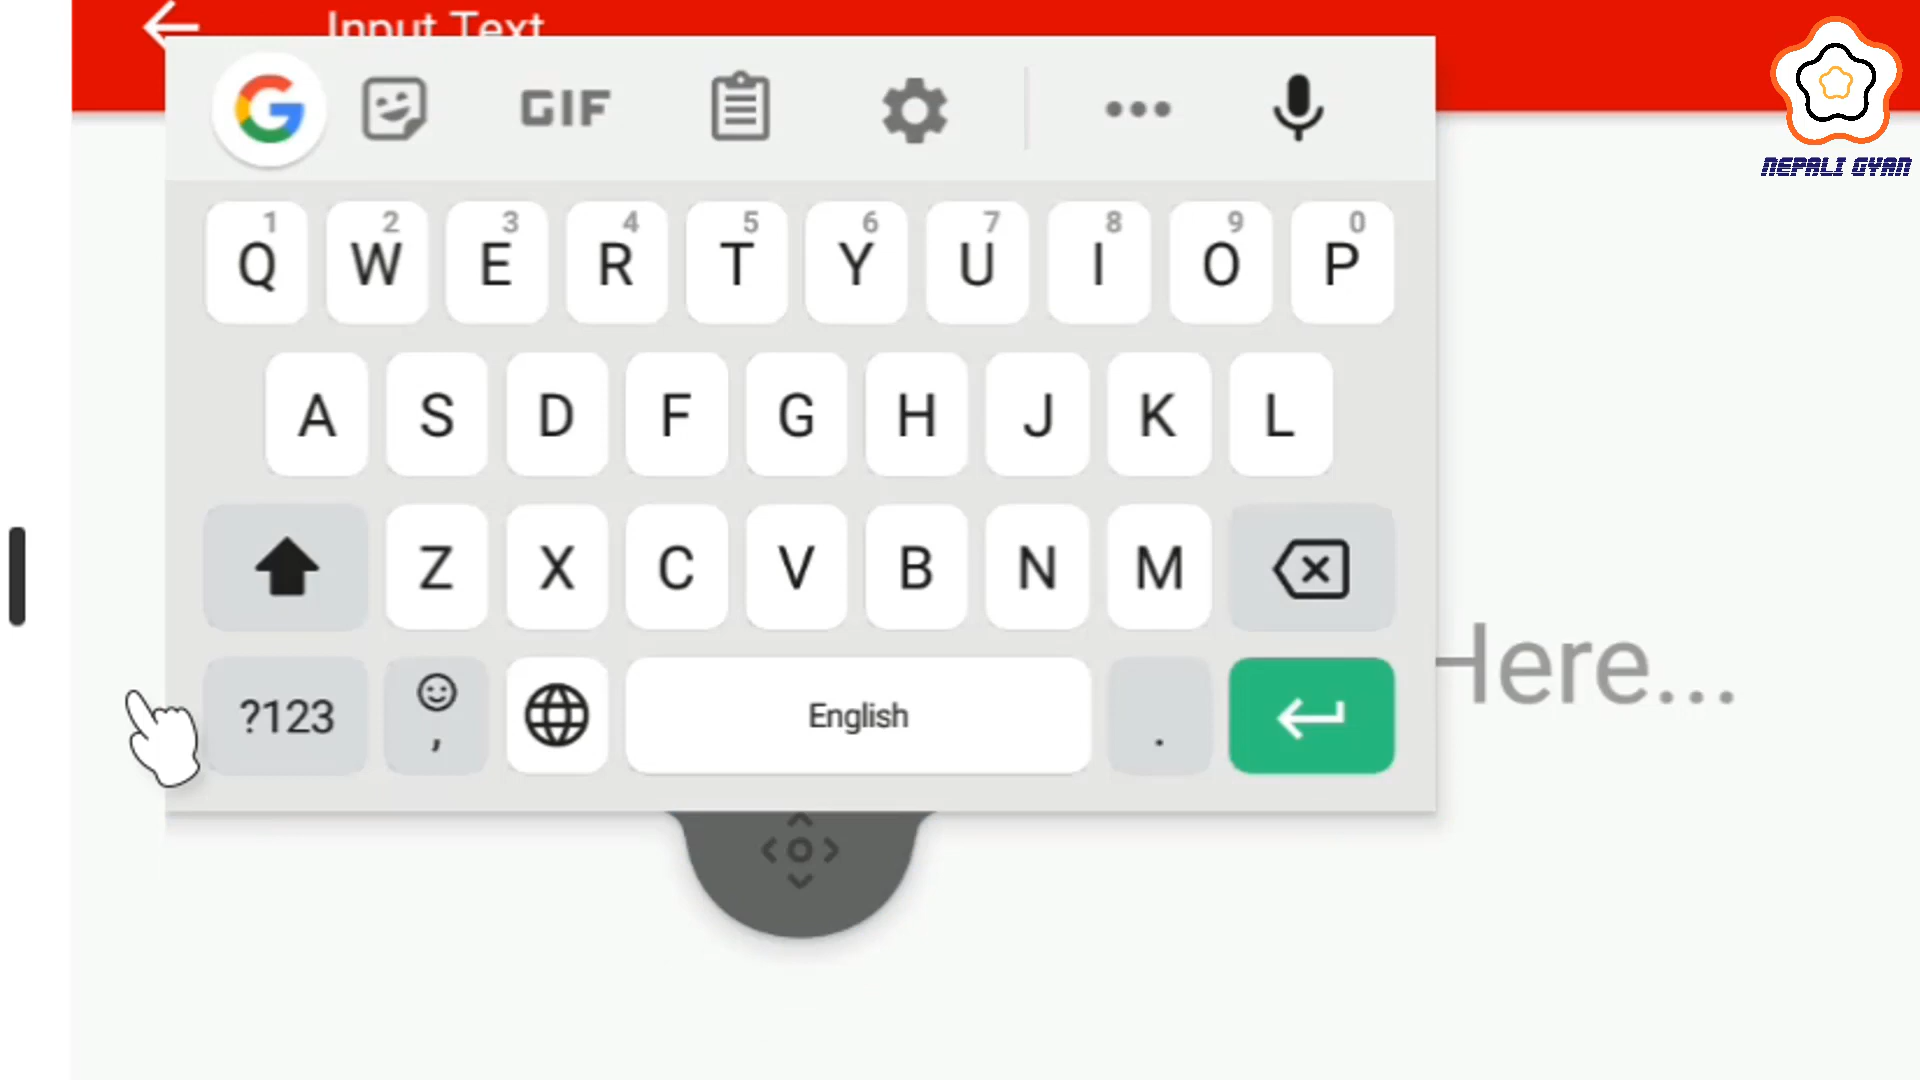 Input Text
NEPALI GYAN
G GIF
1 2 3 4 5 6 7 8 9 0
Q W E R T Y U I O P
A S D F G H J K L
Z X C V B N M
Here...
?123 , English .